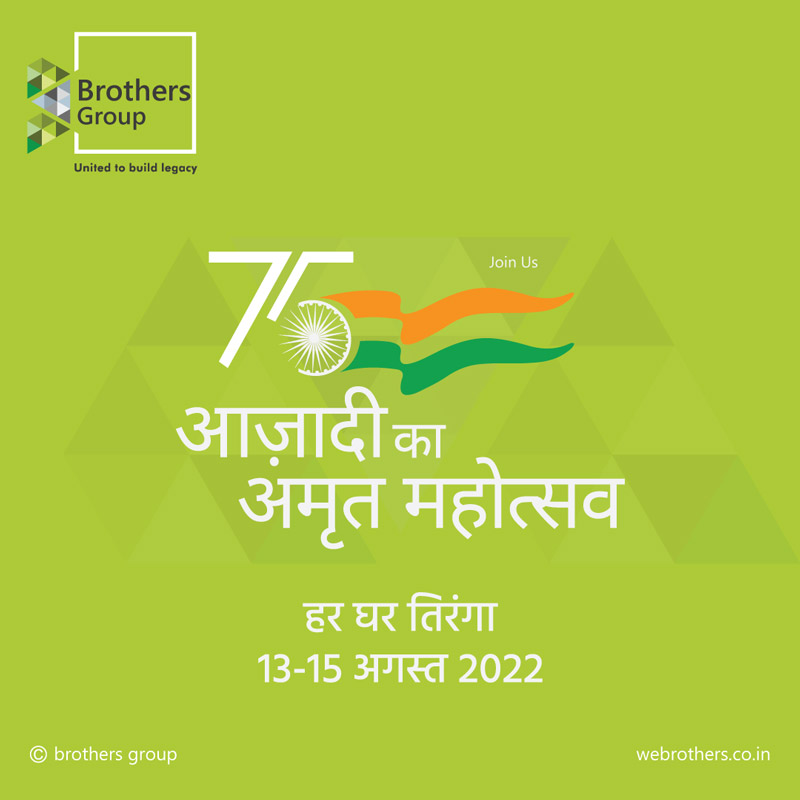 Brothers
Group
United to build legacy
75
Join Us
आज़ादी का
अमृत महोत्सव
हर घर तिरंगा
13-15 अगस्त 2022
© brothers group
webrothers.co.in